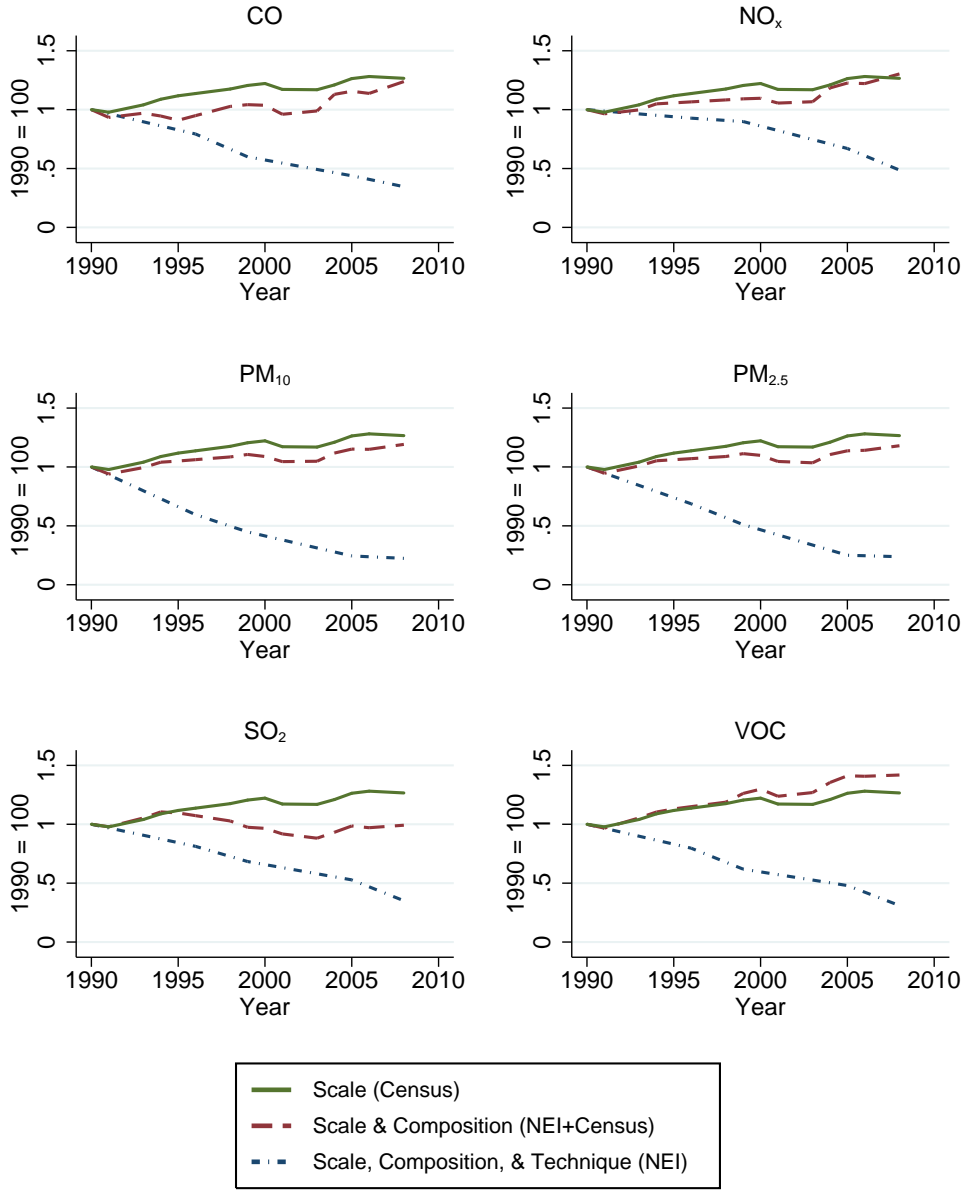 CO
1990 = 100
0 .5 1 1.5
1990 1995 2000 2005 2010
Year
NOₓ
1990 = 100
0 .5 1 1.5
1990 1995 2000 2005 2010
Year
PM₁₀
1990 = 100
0 .5 1 1.5
1990 1995 2000 2005 2010
Year
PM₂.₅
1990 = 100
0 .5 1 1.5
1990 1995 2000 2005 2010
Year
SO₂
1990 = 100
0 .5 1 1.5
1990 1995 2000 2005 2010
Year
VOC
1990 = 100
0 .5 1 1.5
1990 1995 2000 2005 2010
Year
Scale (Census)
Scale & Composition (NEI+Census)
Scale, Composition, & Technique (NEI)